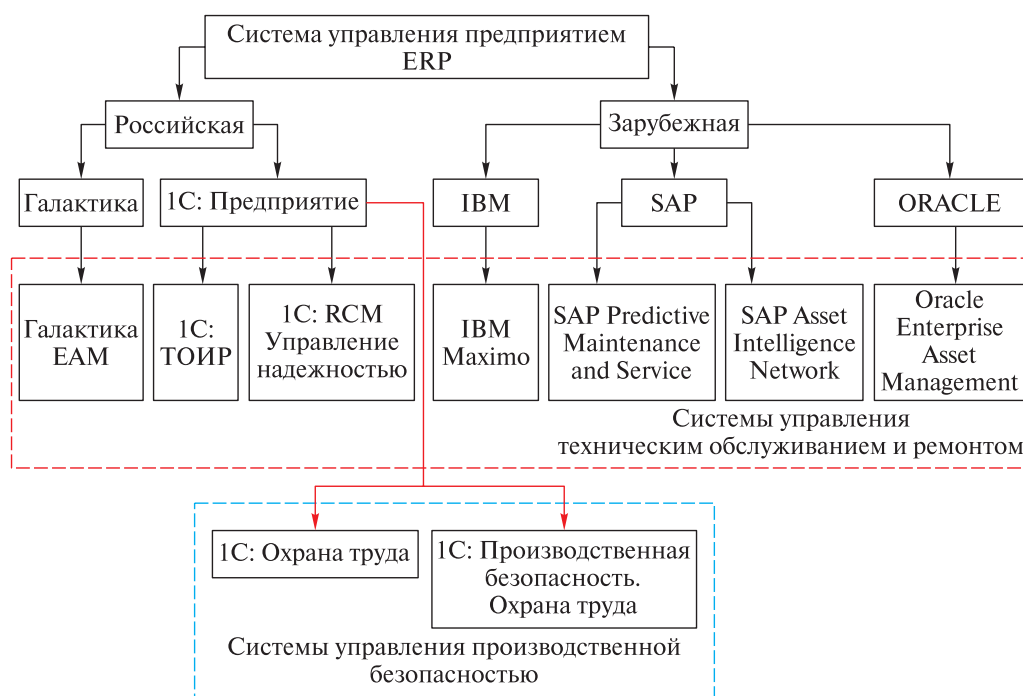 Система управления предприятием
ERP
Российская
Зарубежная
Галактика
1С: Предприятие
IBM
SAP
ORACLE
Галактика
EAM
1С:
ТОИР
1С: RCM
Управление
надежностью
IBM
Maximo
SAP Predictive
Maintenance
and Service
SAP Asset
Intelligence
Network
Oracle
Enterprise
Asset
Management
Системы управления
техническим обслуживанием и ремонтом
1С: Охрана труда
1С: Производственная
безопасность.
Охрана труда
Системы управления производственной
безопасностью